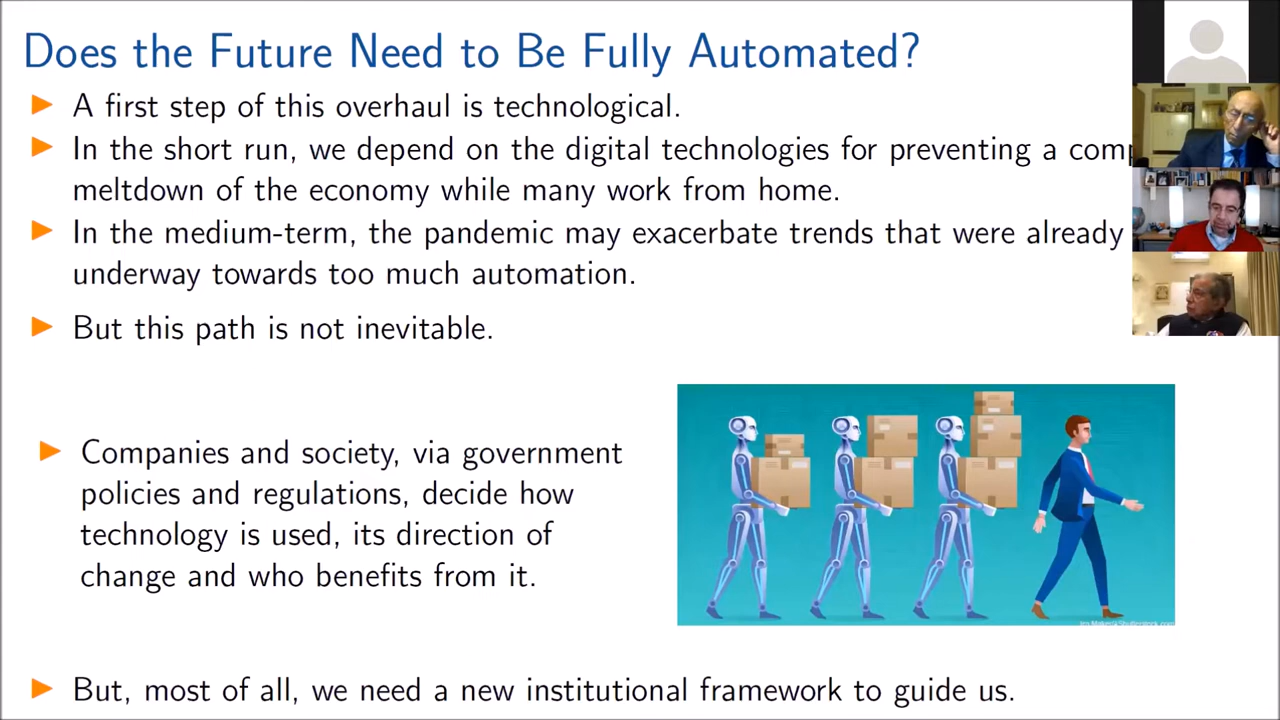 Does the Future Need to Be Fully Automated?
A first step of this overhaul is technological.
In the short run, we depend on the digital technologies for preventing a
meltdown of the economy while many work from home.
In the medium-term, the pandemic may exacerbate trends that were already
underway towards too much automation.
But this path is not inevitable.
Companies and society, via government
policies and regulations, decide how
technology is used, its direction of
change and who benefits from it.
But, most of all, we need a new institutional framework to guide us.